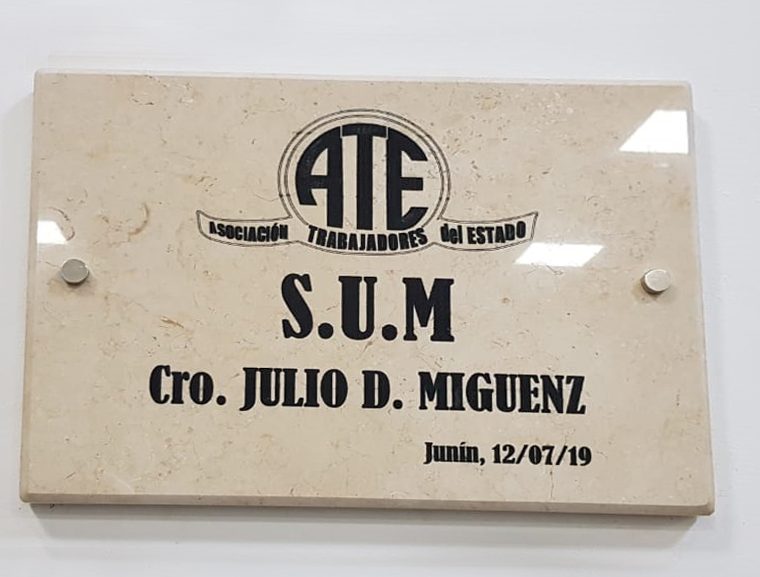 ATE
ASOCIACIÓN TRABAJADORES del ESTADO
S.U.M
Cro. JULIO D. MIGUENZ
Junín, 12/07/19